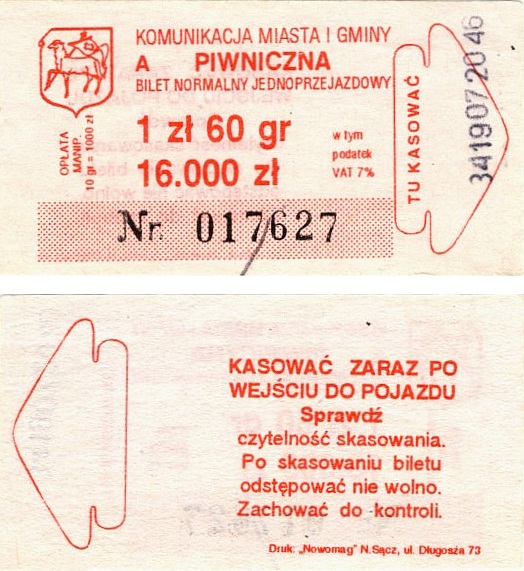 KOMUNIKACJA MIASTA I GMINY
A PIWNICZNA
BILET NORMALNY JEDNOPRZEJAZDOWY
OPŁATA
MANIP.
10 gr = 1000 zł
1 zł 60 gr
16.000 zł
w tym
podatek
VAT 7%
Nr 017627
TU KASOWAĆ
3419072046
KASOWAĆ ZARAZ PO
WEJŚCIU DO POJAZDU
Sprawdź
czytelność skasowania.
Po skasowaniu biletu
odstępować nie wolno.
Zachować do kontroli.
Druk: „Nowomag" N.Sącz, ul. Długosza 73